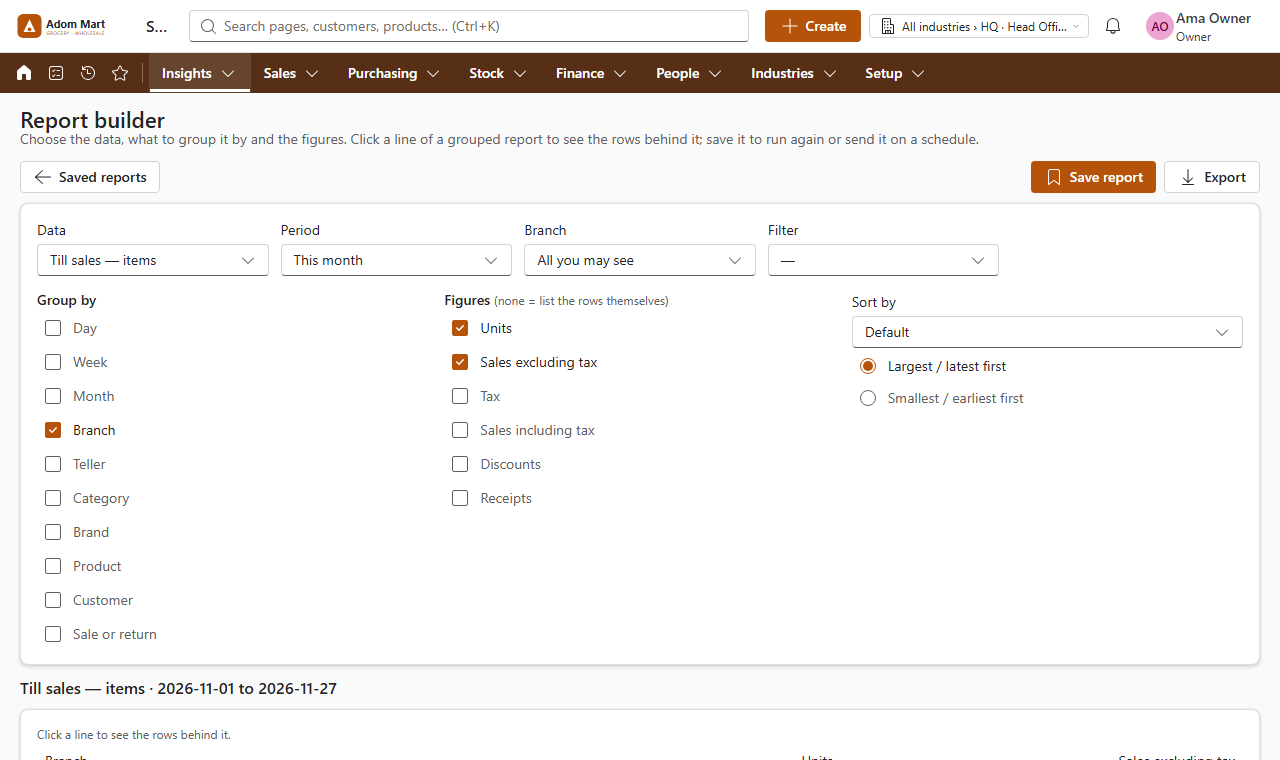 Adom Mart
GROCERY · WHOLESALE
S...
Search pages, customers, products... (Ctrl+K)
Create
All industries › HQ · Head Offi...
AO
Ama Owner
Owner
Insights
Sales
Purchasing
Stock
Finance
People
Industries
Setup
Report builder
Choose the data, what to group it by and the figures. Click a line of a grouped report to see the rows behind it; save it to run again or send it on a schedule.
Saved reports
Save report
Export
Data
Period
Branch
Filter
Till sales — items
This month
All you may see
—
Group by
Day
Week
Month
Branch
Teller
Category
Brand
Product
Customer
Sale or return
Figures (none = list the rows themselves)
Units
Sales excluding tax
Tax
Sales including tax
Discounts
Receipts
Sort by
Default
Largest / latest first
Smallest / earliest first
Till sales — items · 2026-11-01 to 2026-11-27
Click a line to see the rows behind it.
Branch
Units
Sales excluding tax